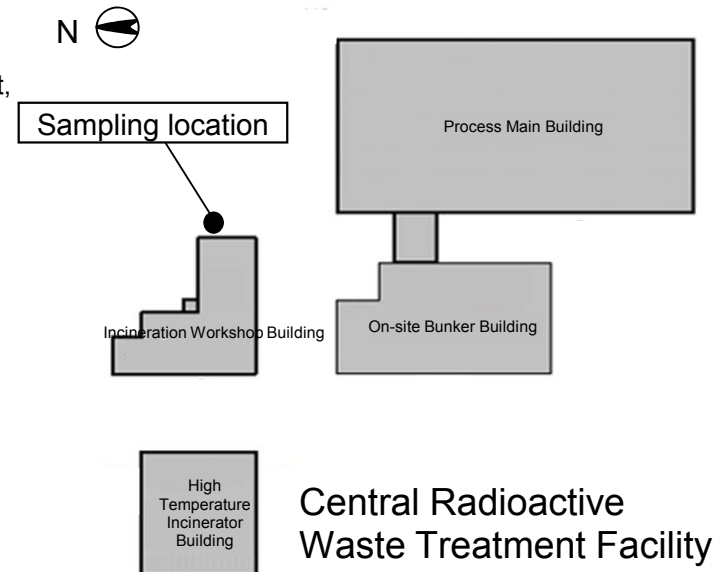 N
t,
Sampling location
Process Main Building
Incineration Workshop Building
On-site Bunker Building
High
Temperature
Incinerator
Building
Central Radioactive
Waste Treatment Facility